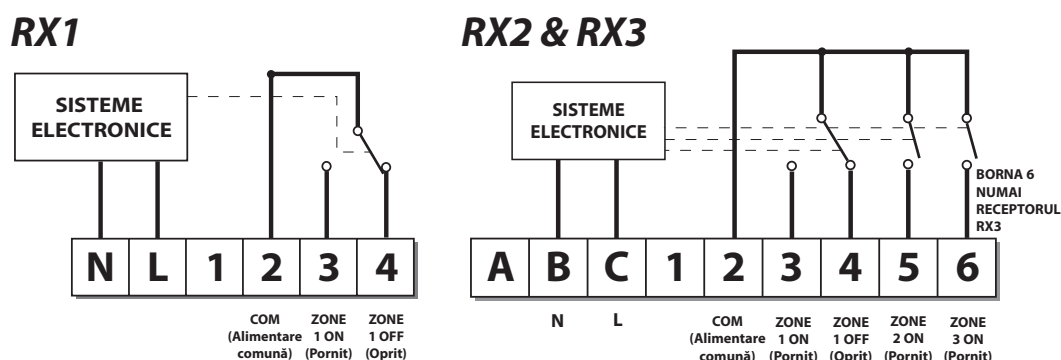 RX1
SISTEME
ELECTRONICE
N L 1 2 3 4
COM
(Alimentare
comună)
ZONE
1 ON
(Pornit)
ZONE
1 OFF
(Oprit)
RX2 & RX3
SISTEME
ELECTRONICE
BORNA 6
NUMAI
RECEPTORUL
RX3
A B C 1 2 3 4 5 6
N
L
COM
(Alimentare
comună)
ZONE
1 ON
(Pornit)
ZONE
1 OFF
(Oprit)
ZONE
2 ON
(Pornit)
ZONE
3 ON
(Pornit)